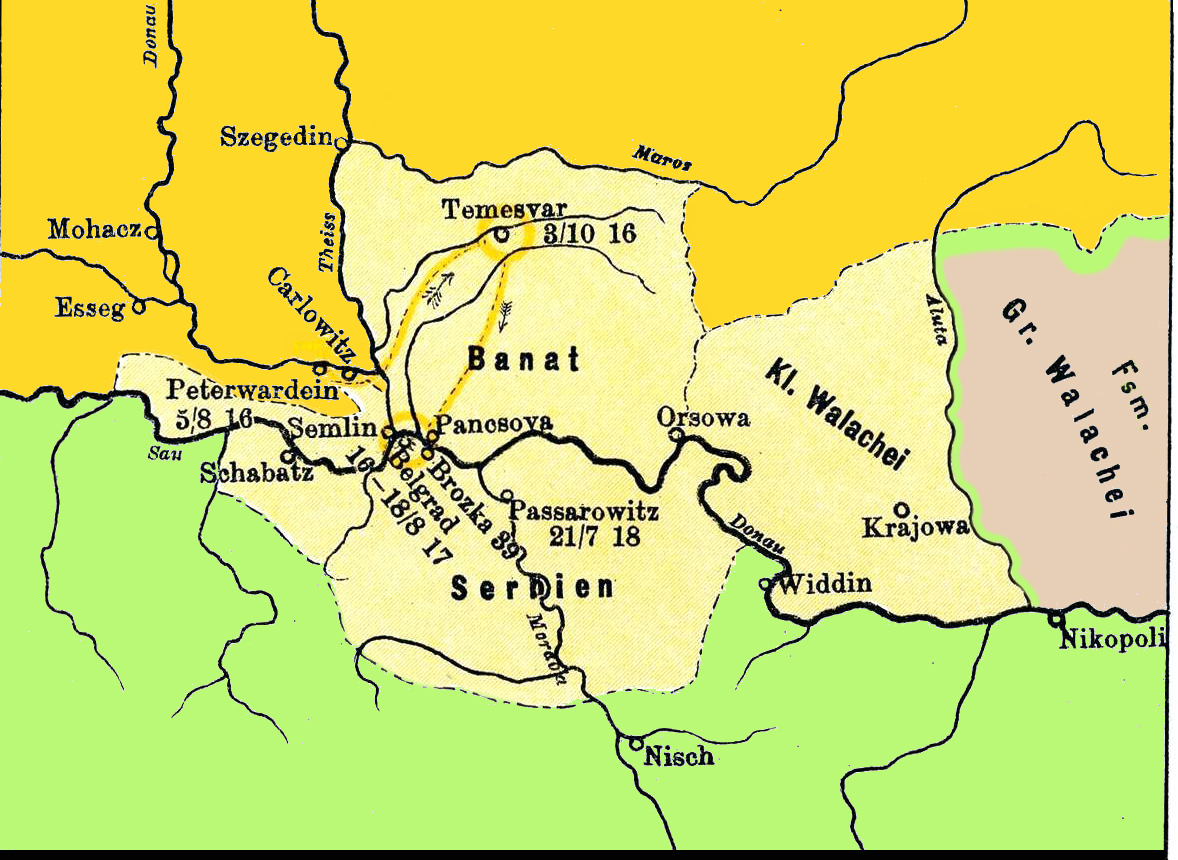 Donau
Szegedin
Maros
Temesvar
3/10 16
Mohacz
Theiss
Esseg
Carlowitz
Aluta
Gr. Walachei
Fsm.
Banat
Kl. Walachei
Peterwardein
5/8 16
Semlin
Pancsova
Orsowa
Sau
Schabatz
Belgrad
16–18/8 17
Brozka 39
Passarowitz
21/7 18
Krajowa
Donau
Widdin
Serbien
Morava
Nikopoli
Nisch